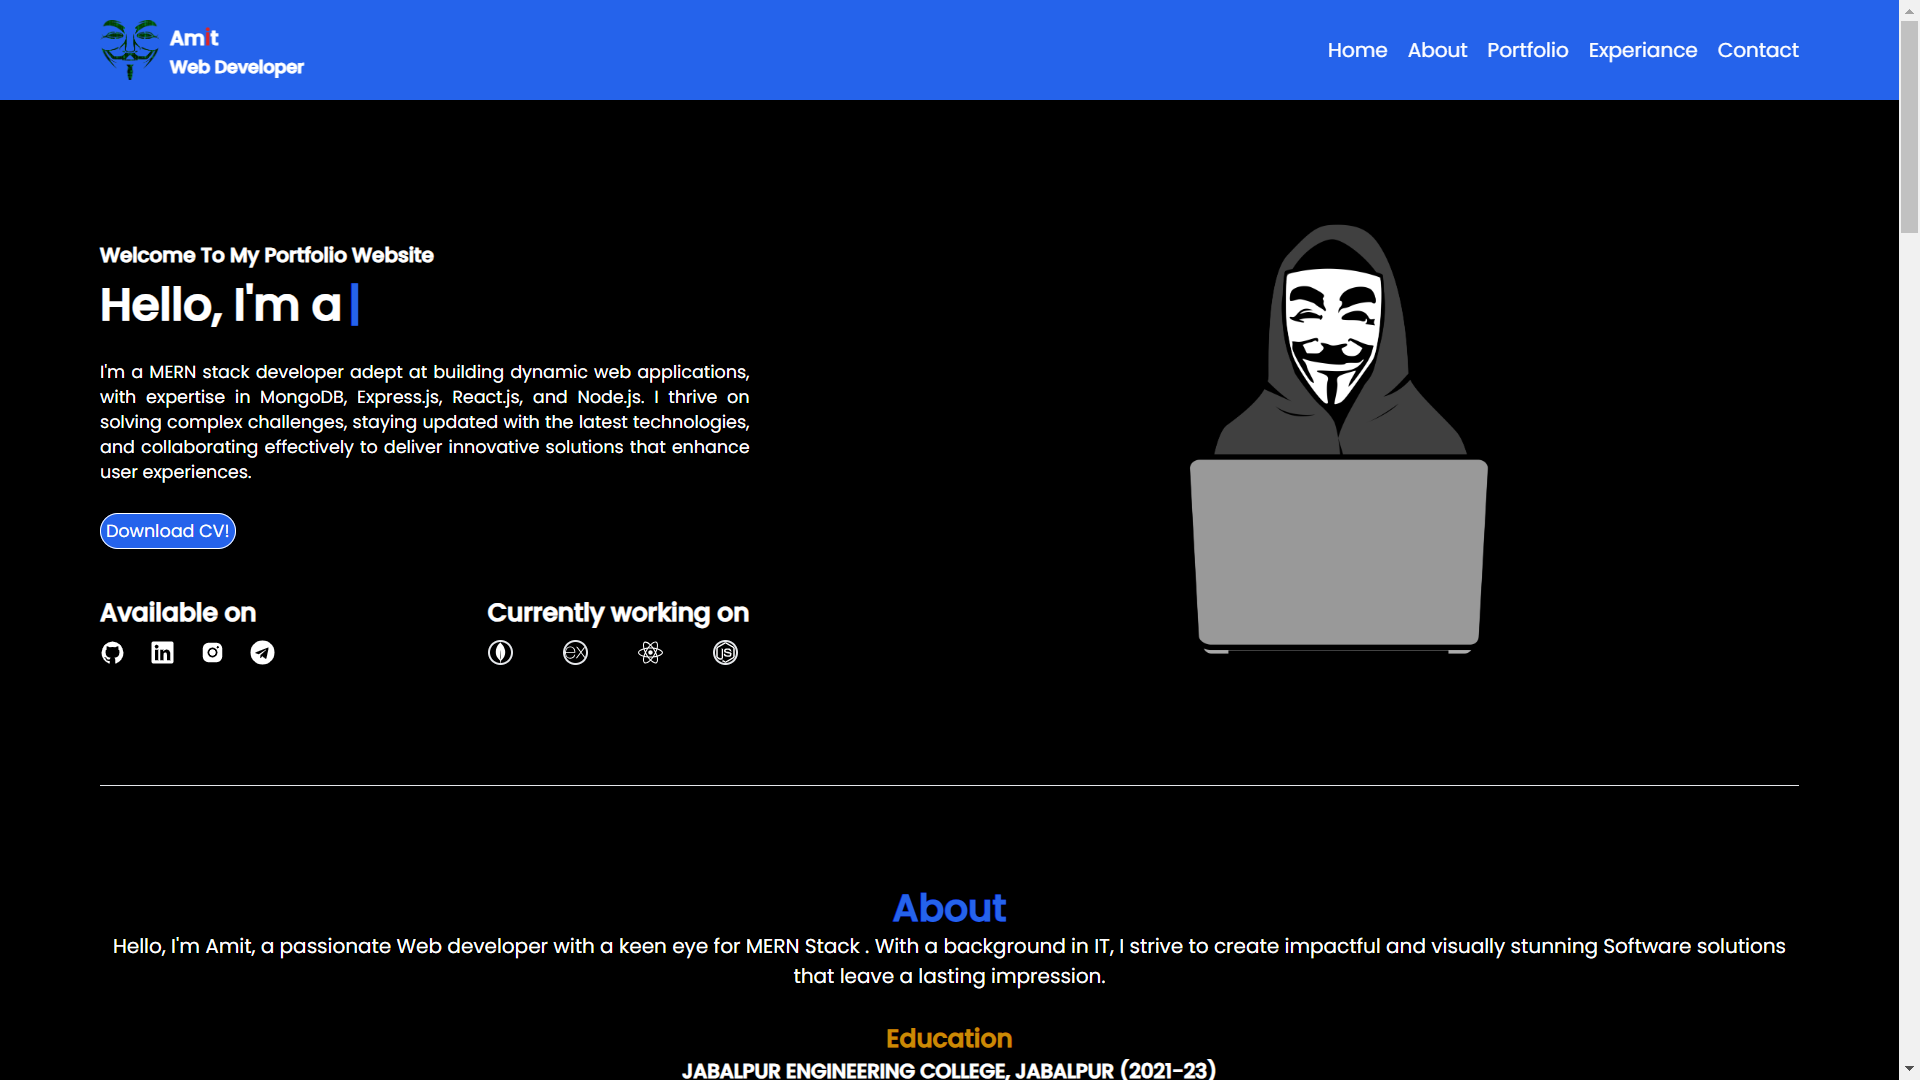 Amit
Web Developer
Home About Portfolio Experiance Contact
Welcome To My Portfolio Website
Hello, I'm a
I'm a MERN stack developer adept at building dynamic web applications,
with expertise in MongoDB, Express.js, React.js, and Node.js. I thrive on
solving complex challenges, staying updated with the latest technologies,
and collaborating effectively to deliver innovative solutions that enhance
user experiences.
Download CV!
Available on
in
Currently working on
ex
JS
About
Hello, I'm Amit, a passionate Web developer with a keen eye for MERN Stack . With a background in IT, I strive to create impactful and visually stunning Software solutions
that leave a lasting impression.
Education
JABALPUR ENGINEERING COLLEGE, JABALPUR (2021-23)